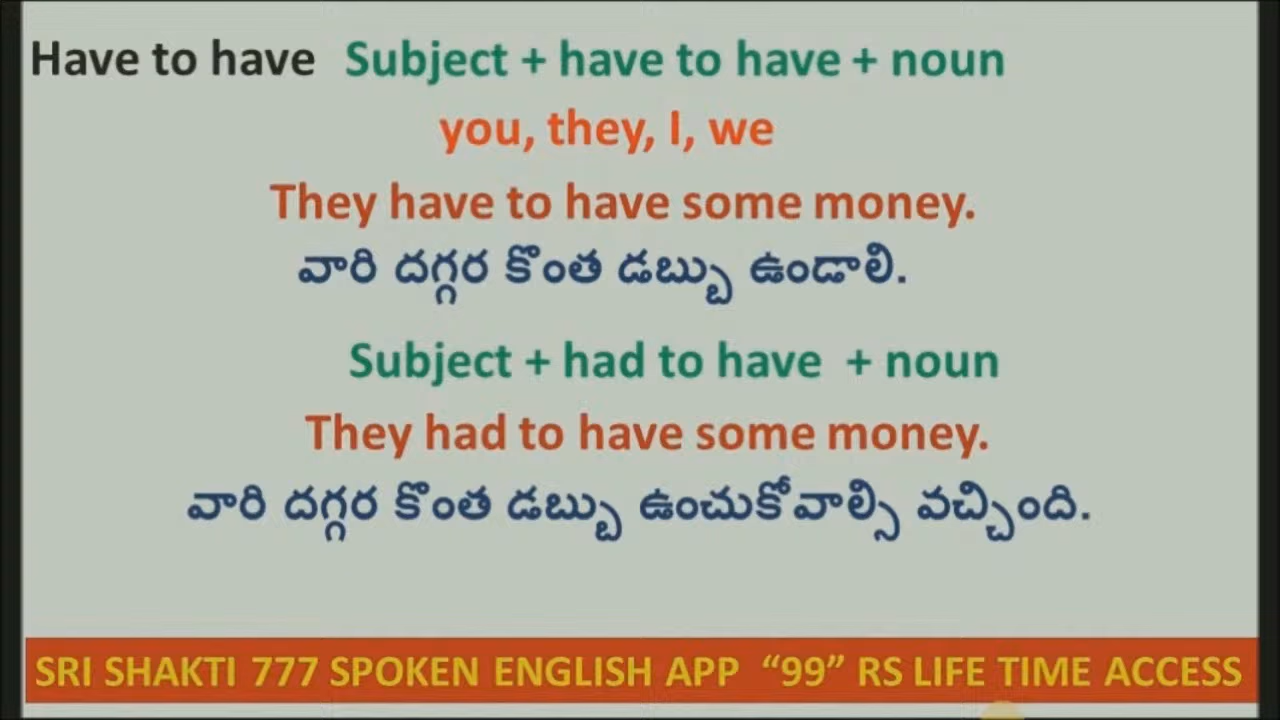 Have to have Subject + have to have + noun
you, they, I, we
They have to have some money.
వారి దగ్గర కొంత డబ్బు ఉండాలి.
Subject + had to have + noun
They had to have some money.
వారి దగ్గర కొంత డబ్బు ఉంచుకోవాల్సి వచ్చింది.
SRI SHAKTI 777 SPOKEN ENGLISH APP “99” RS LIFE TIME ACCESS